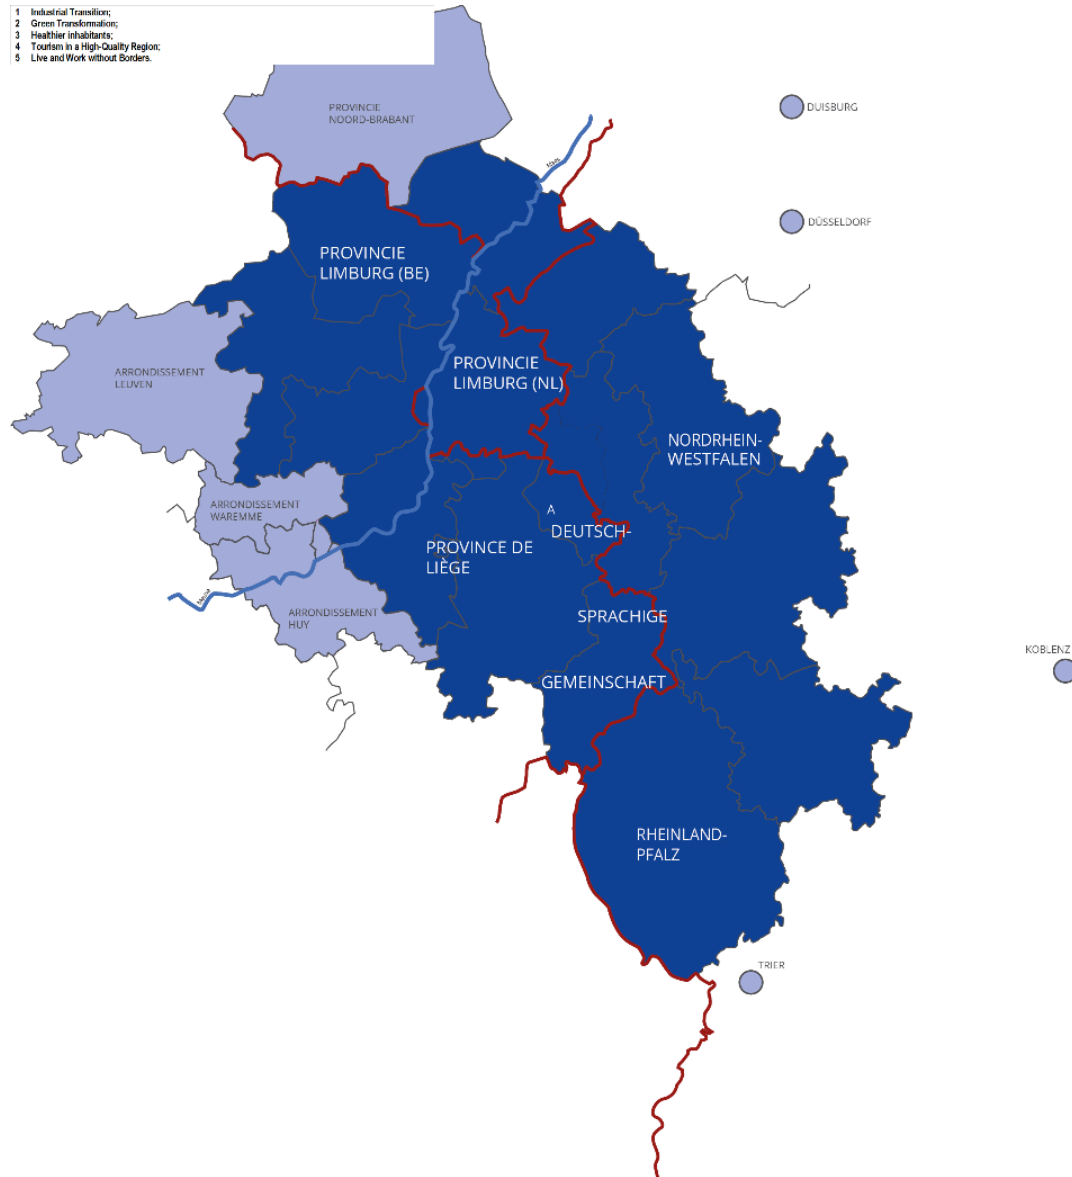 1 Industrial Transition;
2 Green Transformation;
3 Healthier inhabitants;
4 Tourism in a High-Quality Region;
5 Live and Work without Borders.
PROVINCIE
NOORD-BRABANT
DUISBURG
Maas
DÜSSELDORF
PROVINCIE
LIMBURG (BE)
ARRONDISSEMENT
LEUVEN
PROVINCIE
LIMBURG (NL)
NORDRHEIN-
WESTFALEN
ARRONDISSEMENT
WAREMME
A
DEUTSCH-
PROVINCE DE
LIÈGE
Meuse
ARRONDISSEMENT
HUY
SPRACHIGE
KOBLENZ
GEMEINSCHAFT
RHEINLAND-
PFALZ
TRIER